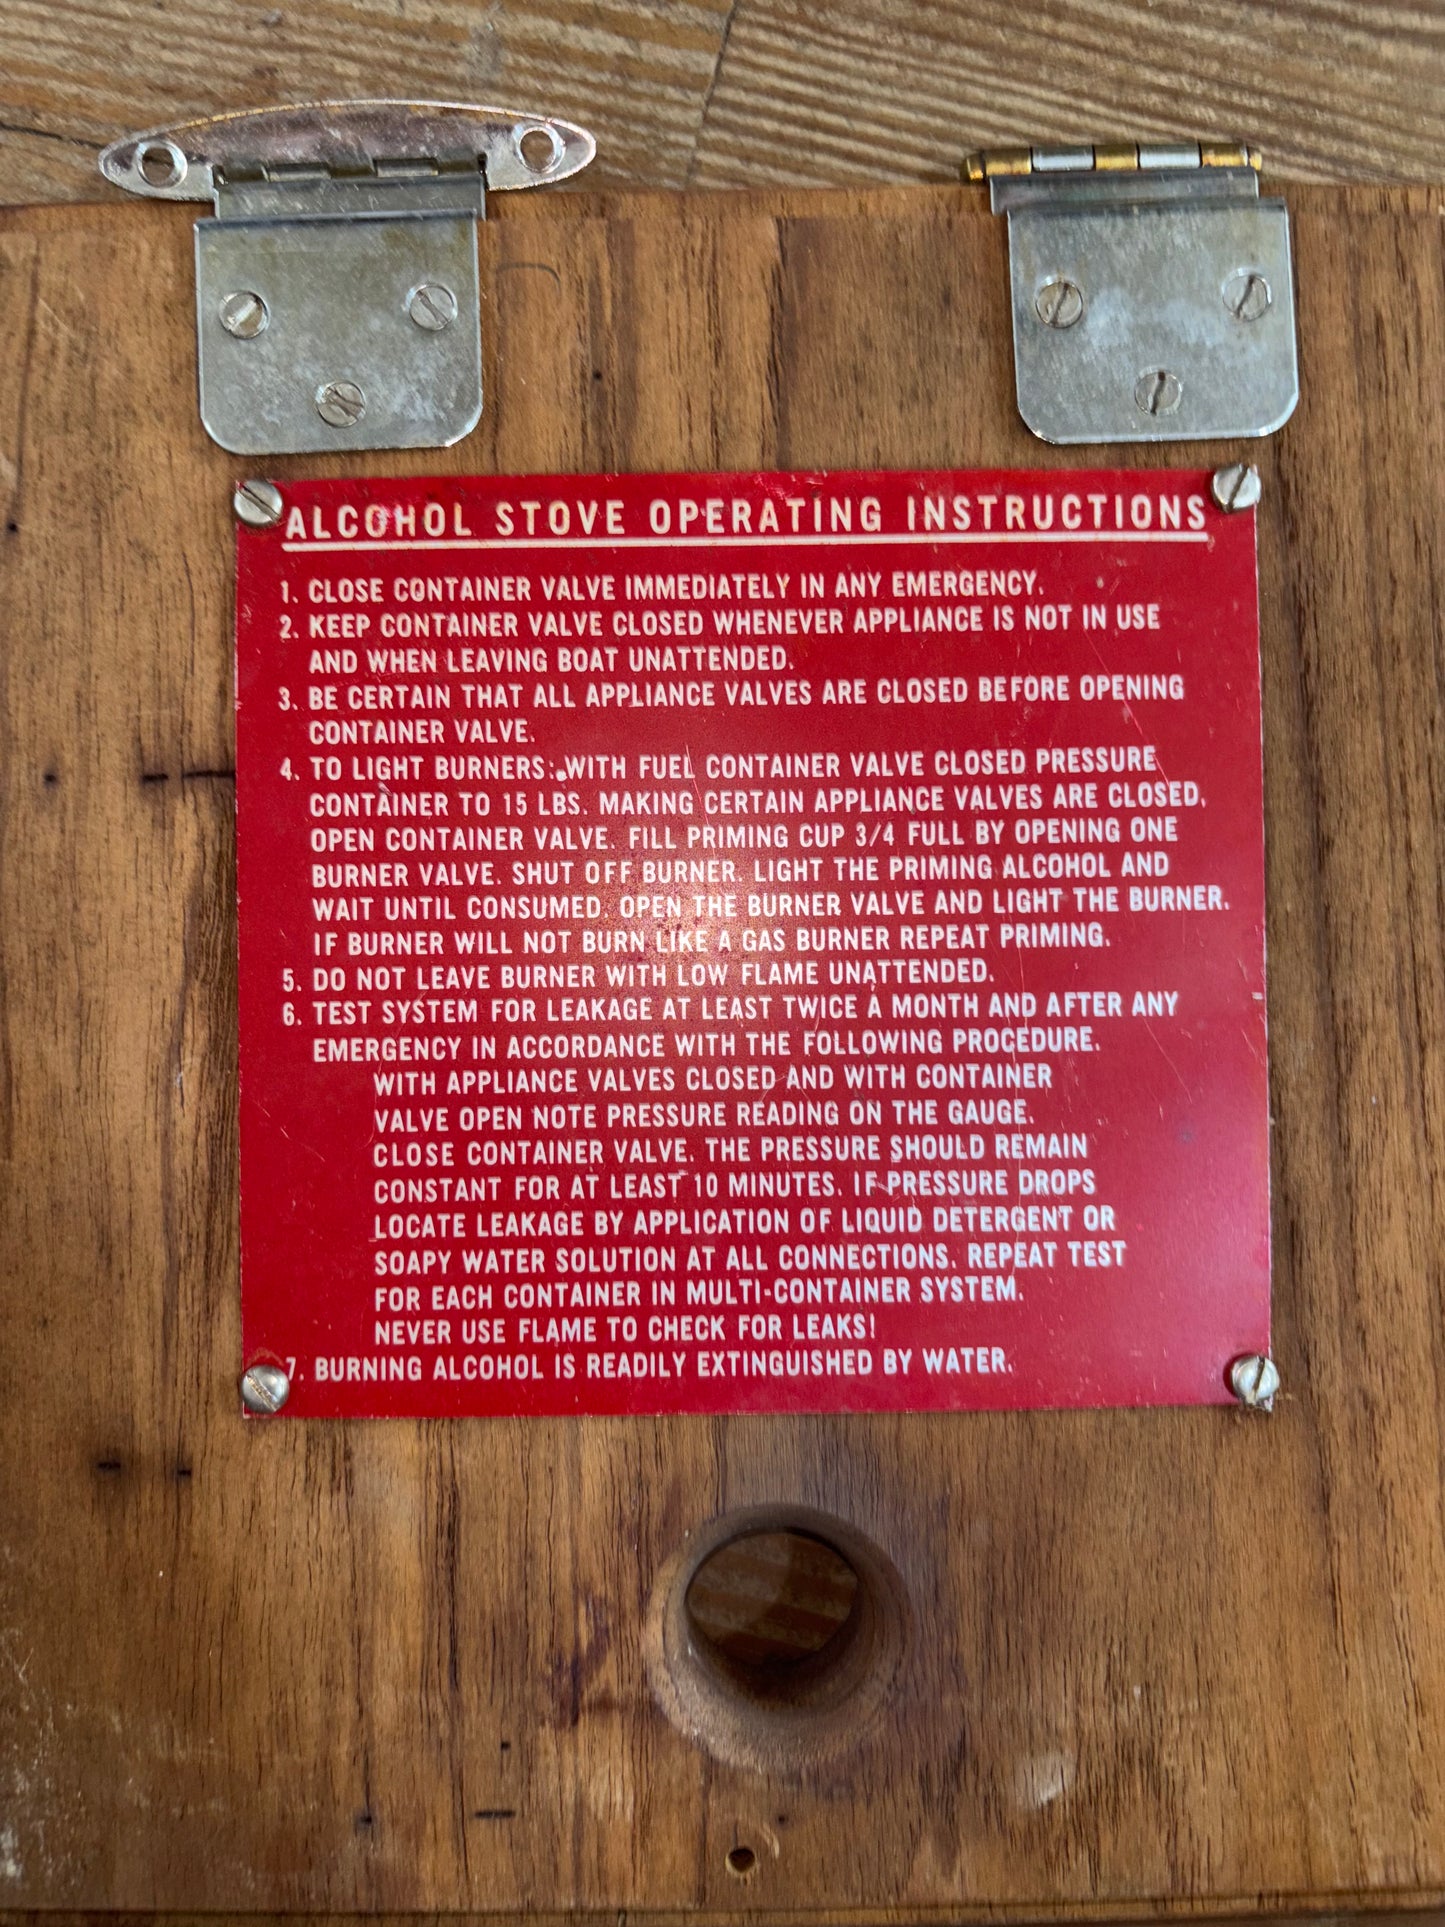 ALCOHOL STOVE OPERATING INSTRUCTIONS
1. CLOSE CONTAINER VALVE IMMEDIATELY IN ANY EMERGENCY.
2. KEEP CONTAINER VALVE CLOSED WHENEVER APPLIANCE IS NOT IN USE
AND WHEN LEAVING BOAT UNATTENDED.
3. BE CERTAIN THAT ALL APPLIANCE VALVES ARE CLOSED BEFORE OPENING
CONTAINER VALVE.
4. TO LIGHT BURNERS: WITH FUEL CONTAINER VALVE CLOSED PRESSURE
CONTAINER TO 15 LBS. MAKING CERTAIN APPLIANCE VALVES ARE CLOSED,
OPEN CONTAINER VALVE. FILL PRIMING CUP 3/4 FULL BY OPENING ONE
BURNER VALVE. SHUT OFF BURNER. LIGHT THE PRIMING ALCOHOL AND
WAIT UNTIL CONSUMED. OPEN THE BURNER VALVE AND LIGHT THE BURNER.
IF BURNER WILL NOT BURN LIKE A GAS BURNER REPEAT PRIMING.
5. DO NOT LEAVE BURNER WITH LOW FLAME UNATTENDED.
6. TEST SYSTEM FOR LEAKAGE AT LEAST TWICE A MONTH AND AFTER ANY
EMERGENCY IN ACCORDANCE WITH THE FOLLOWING PROCEDURE.
WITH APPLIANCE VALVES CLOSED AND WITH CONTAINER
VALVE OPEN NOTE PRESSURE READING ON THE GAUGE.
CLOSE CONTAINER VALVE. THE PRESSURE SHOULD REMAIN
CONSTANT FOR AT LEAST 10 MINUTES. IF PRESSURE DROPS
LOCATE LEAKAGE BY APPLICATION OF LIQUID DETERGENT OR
SOAPY WATER SOLUTION AT ALL CONNECTIONS. REPEAT TEST
FOR EACH CONTAINER IN MULTI-CONTAINER SYSTEM.
NEVER USE FLAME TO CHECK FOR LEAKS!
7. BURNING ALCOHOL IS READILY EXTINGUISHED BY WATER.